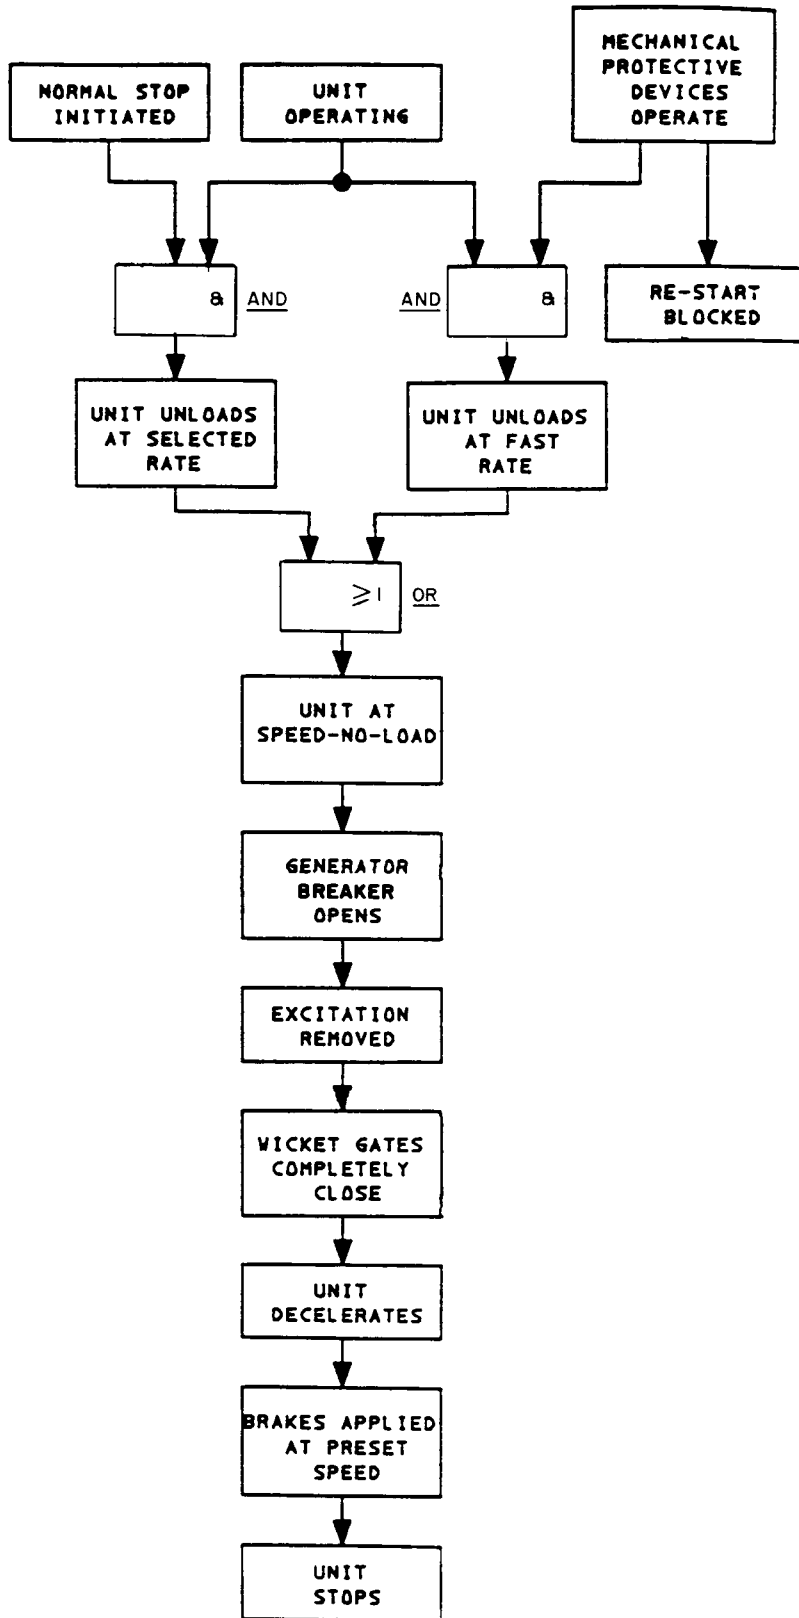 NORMAL STOP
INITIATED
UNIT
OPERATING
MECHANICAL
PROTECTIVE
DEVICES
OPERATE
& AND
AND &
RE-START
BLOCKED
UNIT UNLOADS
AT SELECTED
RATE
UNIT UNLOADS
AT FAST
RATE
≥1 OR
UNIT AT
SPEED-NO-LOAD
GENERATOR
BREAKER
OPENS
EXCITATION
REMOVED
WICKET GATES
COMPLETELY
CLOSE
UNIT
DECELERATES
BRAKES APPLIED
AT PRESET
SPEED
UNIT
STOPS